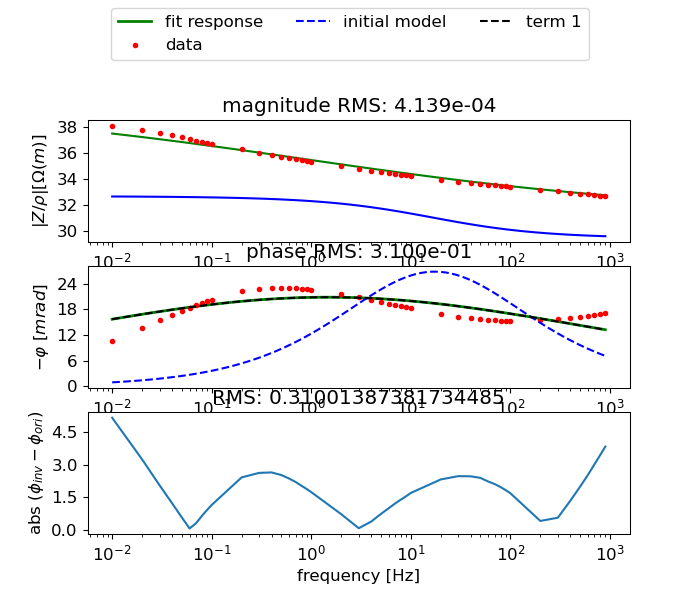 fit response
data
initial model
term 1
magnitude RMS: 4.139e-04
|Z/ρ|[Ω(m)]
38
36
34
32
30
10⁻² 10⁻¹ 10⁰ 10¹ 10² 10³
phase RMS: 3.100e-01
−φ [mrad]
24
18
12
6
0
10⁻² 10⁻¹ 10⁰ 10¹ 10² 10³
RMS: 0.31001387381734485
abs (ϕ_inv − ϕ_ori)
4.5
3.0
1.5
0.0
10⁻² 10⁻¹ 10⁰ 10¹ 10² 10³
frequency [Hz]